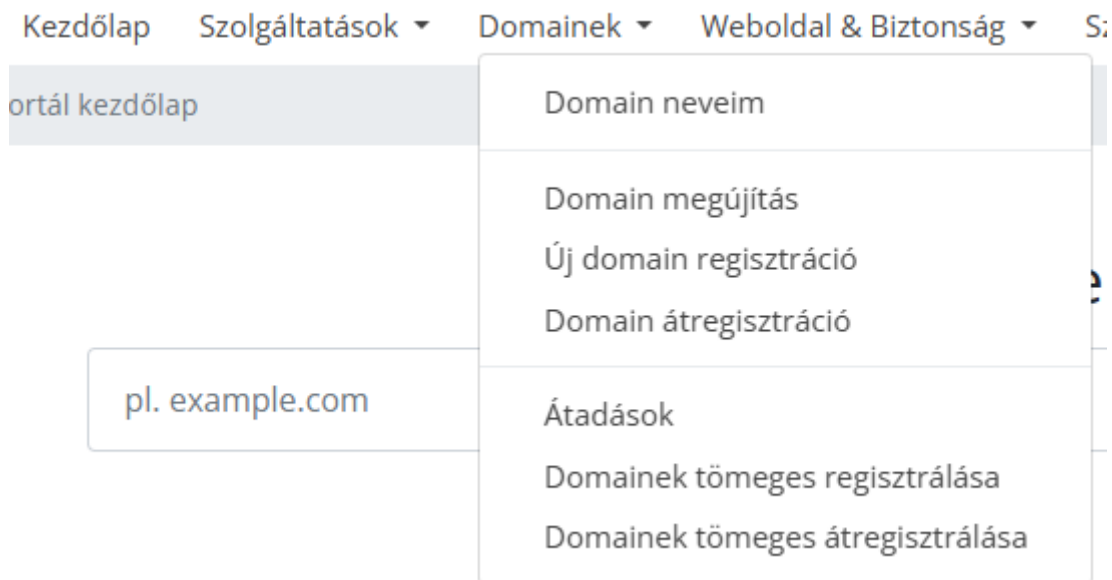 Kezdőlap Szolgáltatások Domainek Weboldal & Biztonság
ortál kezdőlap
Domain neveim
Domain megújítás
Új domain regisztráció
Domain átregisztráció
pl. example.com
Átadások
Domainek tömeges regisztrálása
Domainek tömeges átregisztrálása